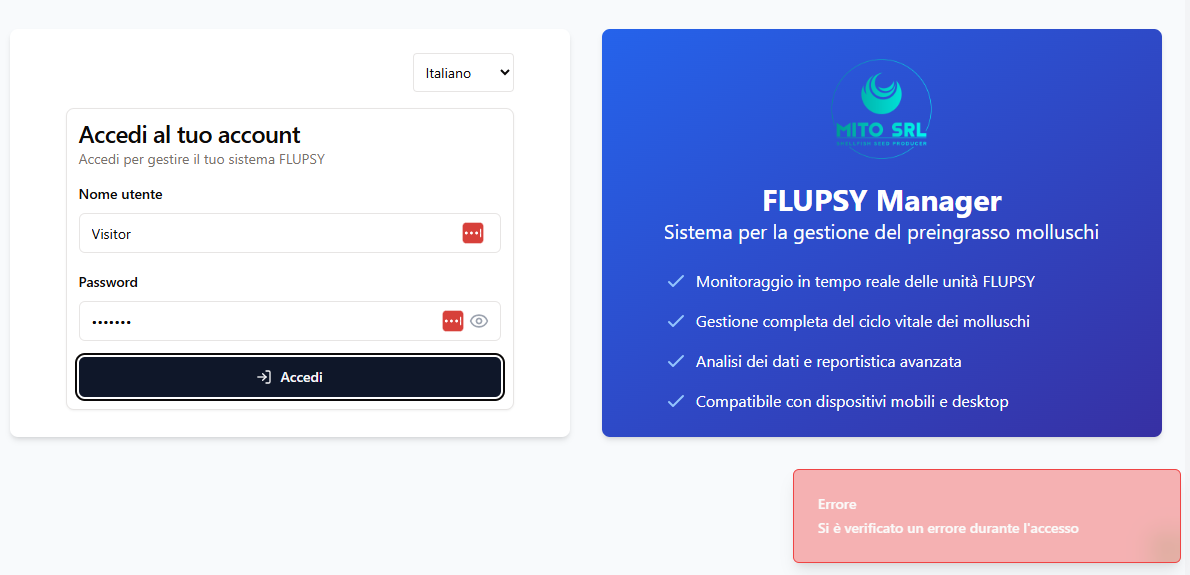 Italiano
Accedi al tuo account
Accedi per gestire il tuo sistema FLUPSY
Nome utente
Visitor
Password
•••••••
Accedi
MITO SRL
SHELLFISH SEED PRODUCER
FLUPSY Manager
Sistema per la gestione del preingrasso molluschi
Monitoraggio in tempo reale delle unità FLUPSY
Gestione completa del ciclo vitale dei molluschi
Analisi dei dati e reportistica avanzata
Compatibile con dispositivi mobili e desktop
Errore
Si è verificato un errore durante l'accesso